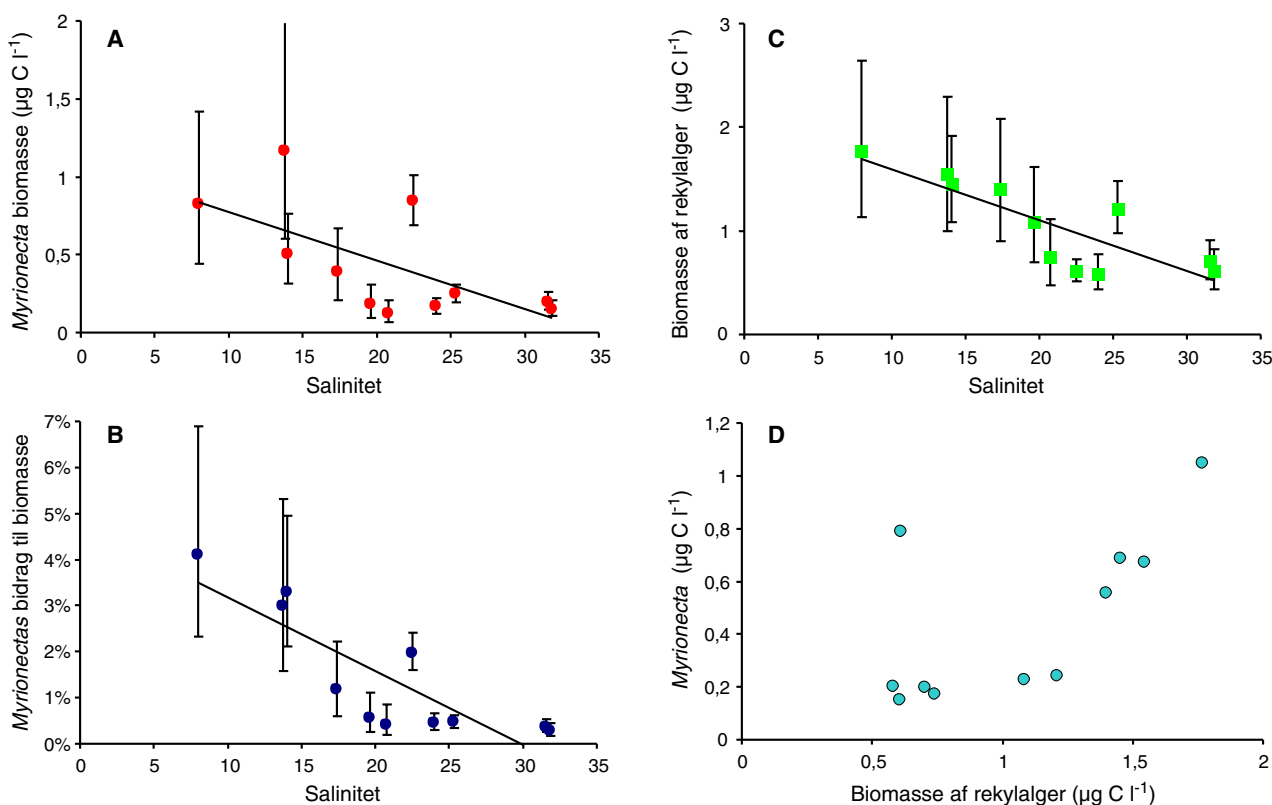 A
Myrionecta biomasse (µg C l-1)
2
1,5
1
0,5
0
0 5 10 15 20 25 30 35
Salinitet
C
Biomasse af rekylalger (µg C l-1)
3
2
1
0
0 5 10 15 20 25 30 35
Salinitet
B
Myrionectas bidrag til biomasse
7%
6%
5%
4%
3%
2%
1%
0%
0 5 10 15 20 25 30 35
Salinitet
D
Myrionecta (µg C l-1)
1,2
1
0,8
0,6
0,4
0,2
0
0 0,5 1 1,5 2
Biomasse af rekylalger (µg C l-1)